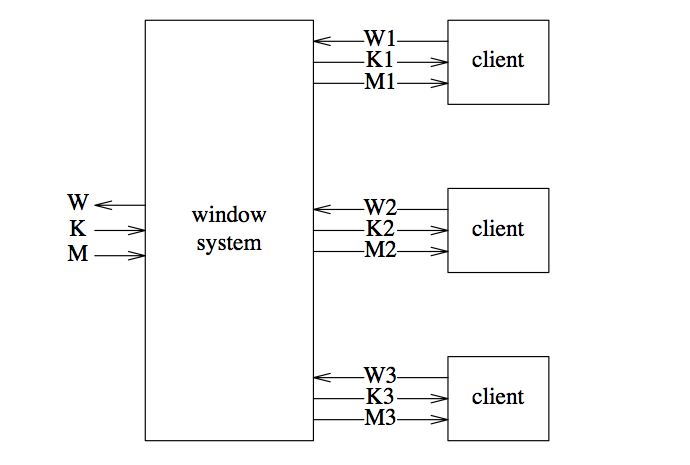 W
K
M
window
system
W1
K1
M1
client
W2
K2
M2
client
W3
K3
M3
client